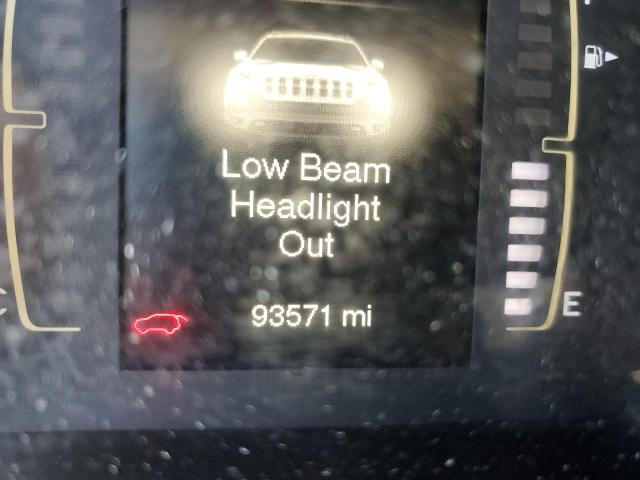 Low Beam
Headlight
Out
93571 mi
E